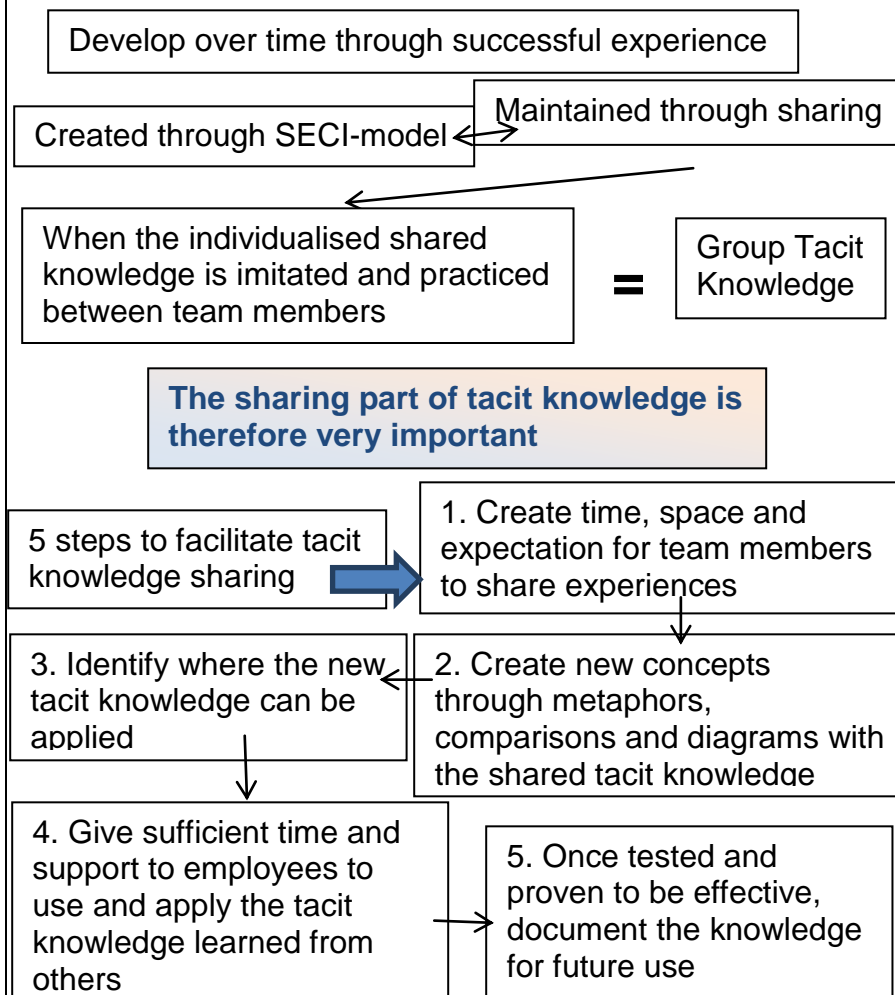 Develop over time through successful experience
Created through SECI-model
Maintained through sharing
When the individualised shared
knowledge is imitated and practiced
between team members
=
Group Tacit
Knowledge
The sharing part of tacit knowledge is
therefore very important
5 steps to facilitate tacit
knowledge sharing
1. Create time, space and
expectation for team members
to share experiences
2. Create new concepts
through metaphors,
comparisons and diagrams with
the shared tacit knowledge
3. Identify where the new
tacit knowledge can be
applied
4. Give sufficient time and
support to employees to
use and apply the tacit
knowledge learned from
others
5. Once tested and
proven to be effective,
document the knowledge
for future use